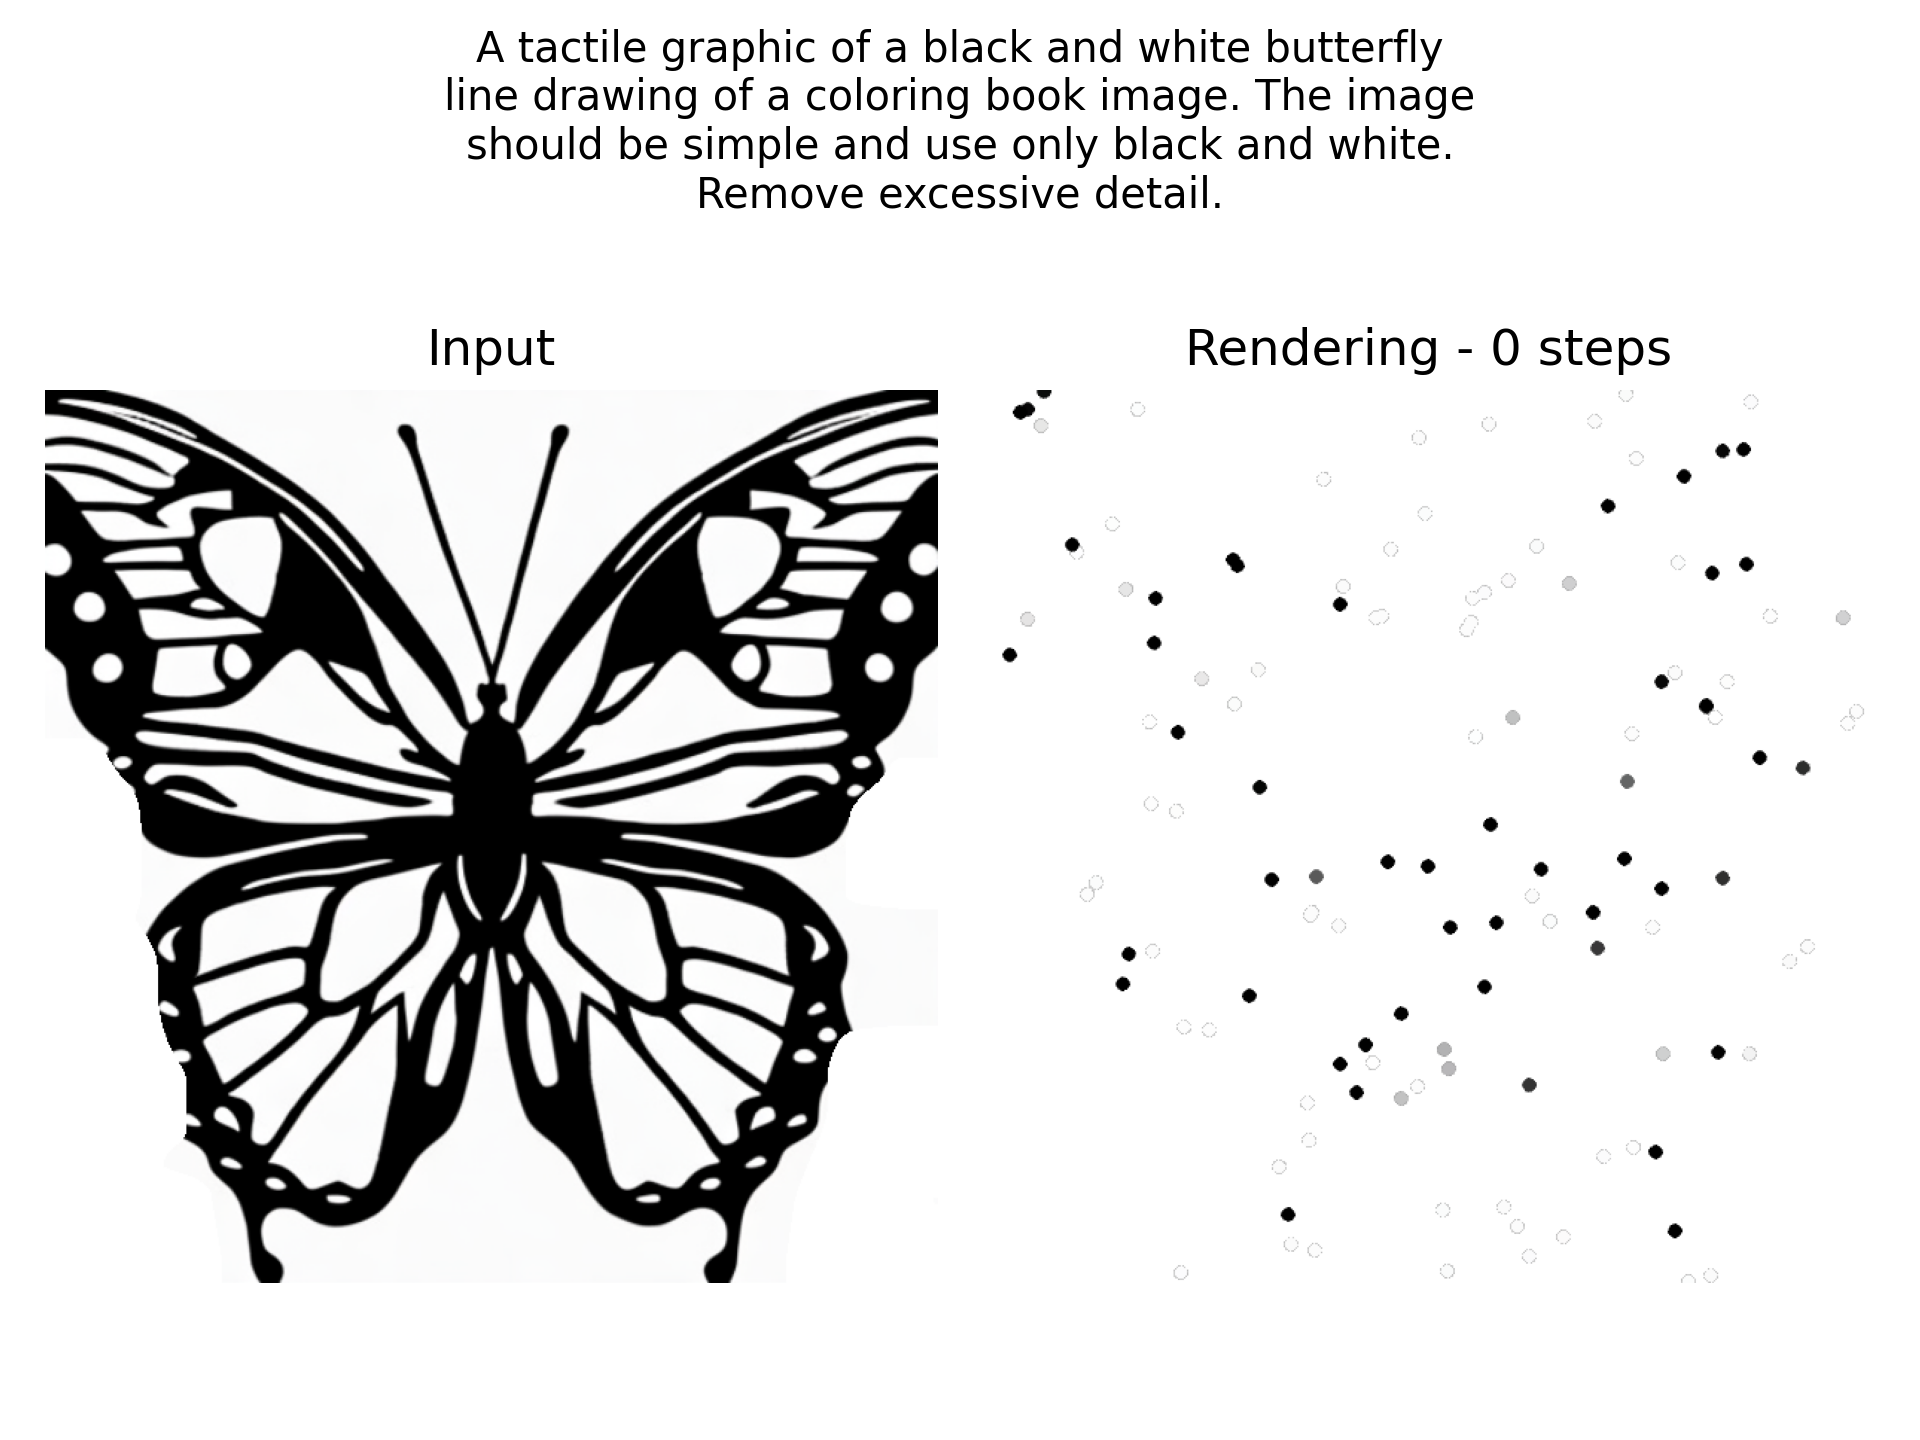 A tactile graphic of a black and white butterfly
line drawing of a coloring book image. The image
should be simple and use only black and white.
Remove excessive detail.
Input
Rendering - 0 steps